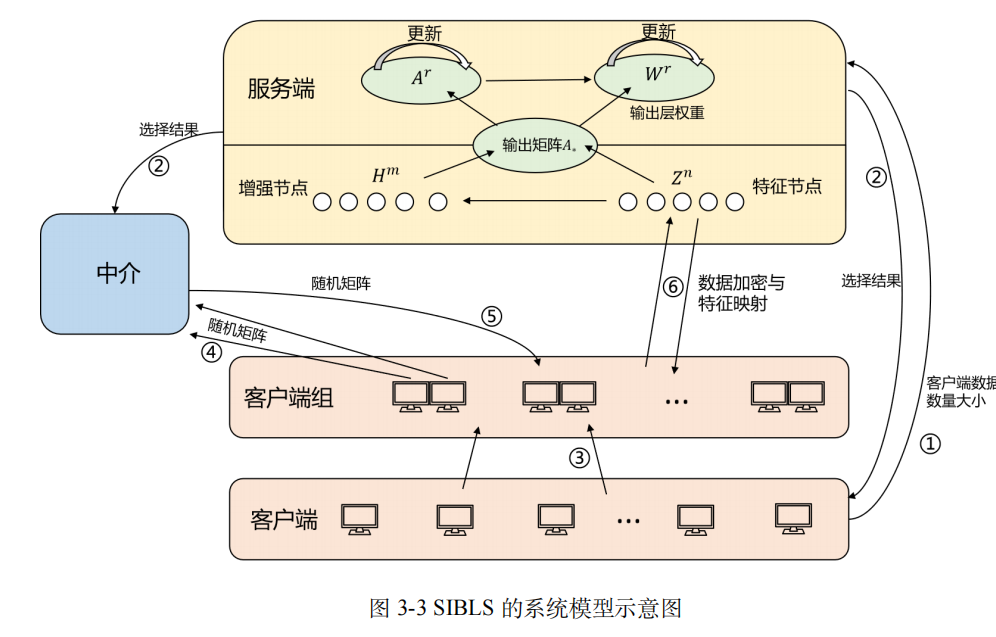 更新
更新
A^r
W^r
服务端
输出层权重
选择结果
②
输出矩阵A*
H^m
Z^n
增强节点
特征节点
②
中介
随机矩阵
⑥
数据加密与
特征映射
选择结果
⑤
随机矩阵
④
客户端组
...
客户端数据
数量大小
①
③
客户端
...
图 3-3 SIBLS 的系统模型示意图